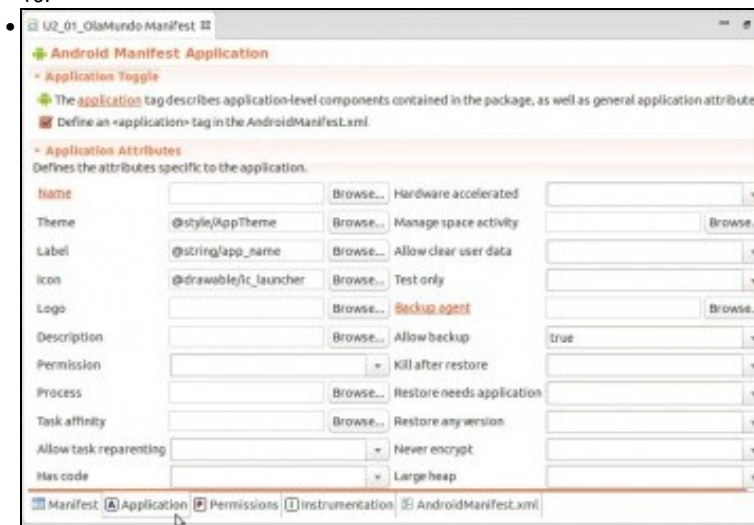 U2_01_OlaMundo Manifest
Android Manifest Application
Application Toggle
The application tag describes application-level components contained in the package, as well as general application attribute
Define an <application> tag in the AndroidManifest.xml
Application Attributes
Defines the attributes specific to the application.
Name Browse... Hardware accelerated
Theme @style/AppTheme Browse... Manage space activity Browse.
Label @string/app_name Browse... Allow clear user data
Icon @drawable/ic_launcher Browse... Test only
Logo Browse... Backup agent Browse.
Description Browse... Allow backup true
Permission Kill after restore
Process Browse... Restore needs application
Task affinity Browse... Restore any version
Allow task reparenting Never encrypt
Has code Large heap
Manifest A Application P Permissions I Instrumentation AndroidManifest.xml